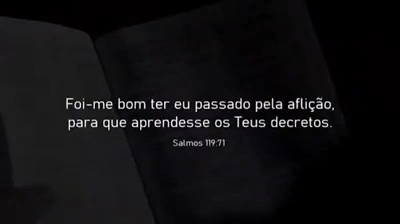 Foi-me bom ter eu passado pela aflição,
para que aprendesse os Teus decretos.
Salmos 119:71